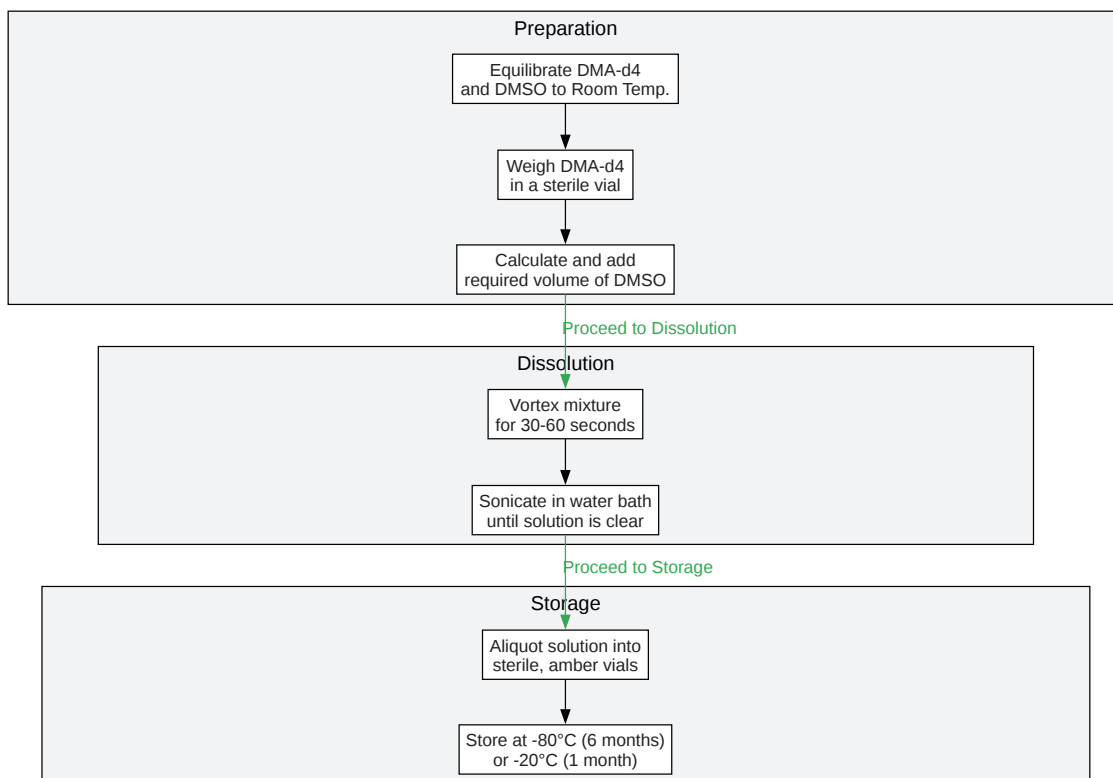 Preparation
Equilibrate DMA-d4
and DMSO to Room Temp.
Weigh DMA-d4
in a sterile vial
Calculate and add
required volume of DMSO
Proceed to Dissolution
Dissolution
Vortex mixture
for 30-60 seconds
Sonicate in water bath
until solution is clear
Proceed to Storage
Storage
Aliquot solution into
sterile, amber vials
Store at -80°C (6 months)
or -20°C (1 month)